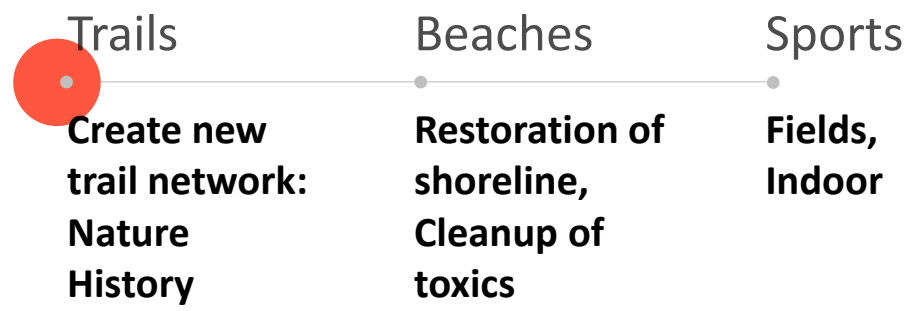 Trails
Beaches
Sports
Create new
trail network:
Nature
History
Restoration of
shoreline,
Cleanup of
toxics
Fields,
Indoor